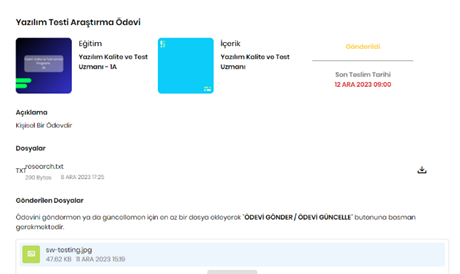 Yazılım Testi Araştırma Ödevi
Eğitim
Yazılım Kalite ve Test
Uzmanı - 1A
İçerik
Yazılım Kalite ve Test
Uzmanı
Gönderildi
Son Teslim Tarihi
12 ARA 2023 09:00
Açıklama
Kişisel Bir Ödevdir
Dosyalar
TXT
research.txt
290 Bytes 8 ARA 2023 17:25
Gönderilen Dosyalar
Ödevini göndermen ya da güncellemen için en az bir dosya ekleyerek "ÖDEVİ GÖNDER / ÖDEVİ GÜNCELLE" butonuna basman
gerekmektedir.
sw-testing.jpg
47.62 KB 11 ARA 2023 15:19